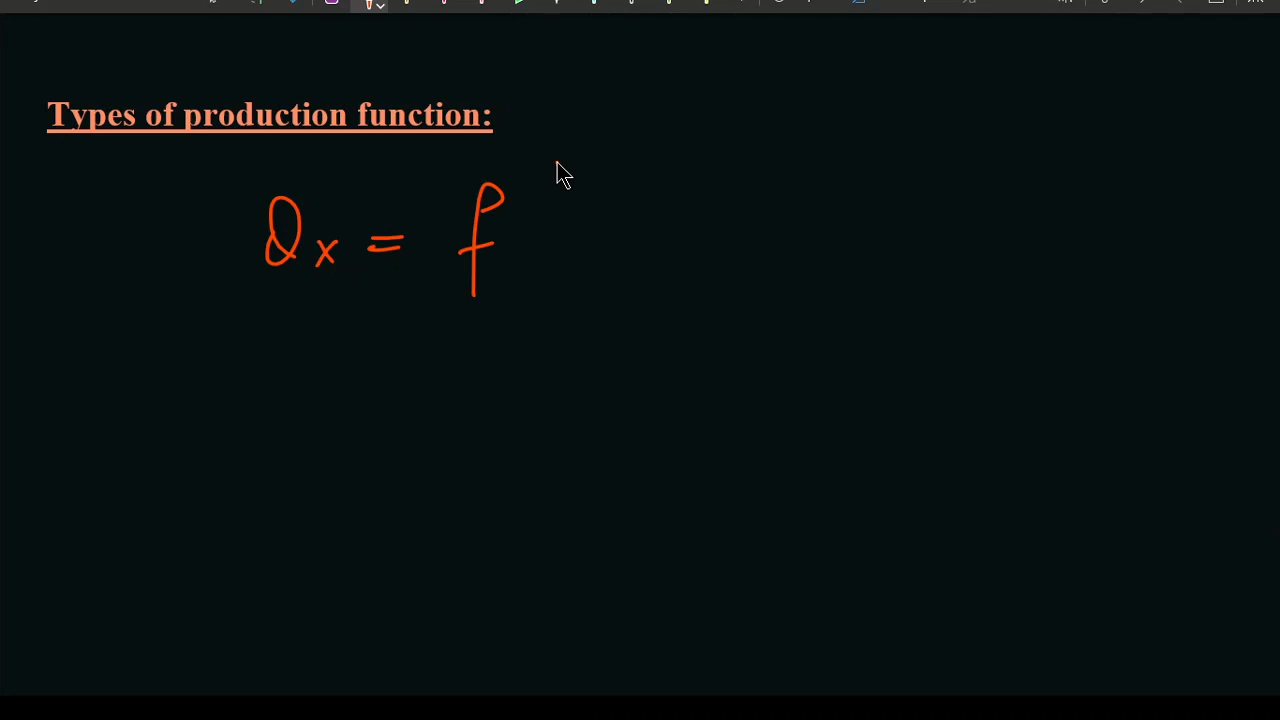 Types of production function:
Qx = f